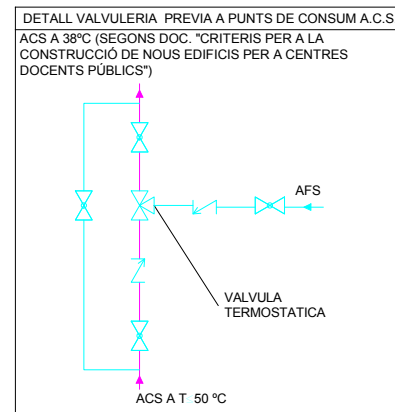 DETALL VALVULERIA PREVIA A PUNTS DE CONSUM A.C.S
ACS A 38ºC (SEGONS DOC. "CRITERIS PER A LA
CONSTRUCCIÓ DE NOUS EDIFICIS PER A CENTRES
DOCENTS PÚBLICS")
AFS
VALVULA
TERMOSTATICA
ACS A T 50 ºC